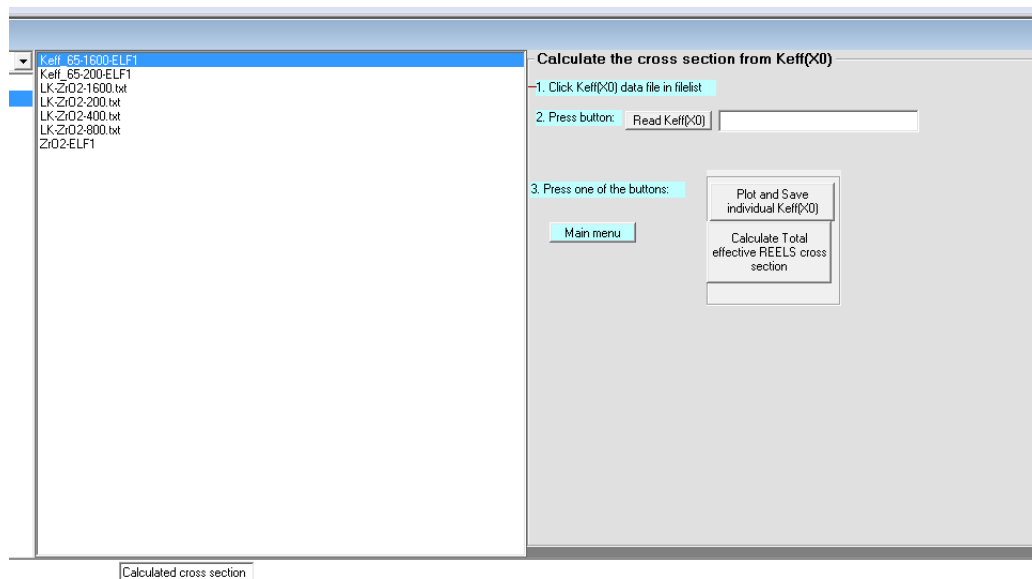 Keff_65-1600-ELF1
Keff_65-200-ELF1
LK-ZrO2-1600.txt
LK-ZrO2-200.txt
LK-ZrO2-400.txt
LK-ZrO2-800.txt
ZrO2-ELF1
Calculate the cross section from Keff(X0)
1. Click Keff(X0) data file in filelist
2. Press button:
Read Keff(X0)
3. Press one of the buttons:
Plot and Save
individual Keff(X0)
Main menu
Calculate Total
effective REELS cross
section
Calculated cross section